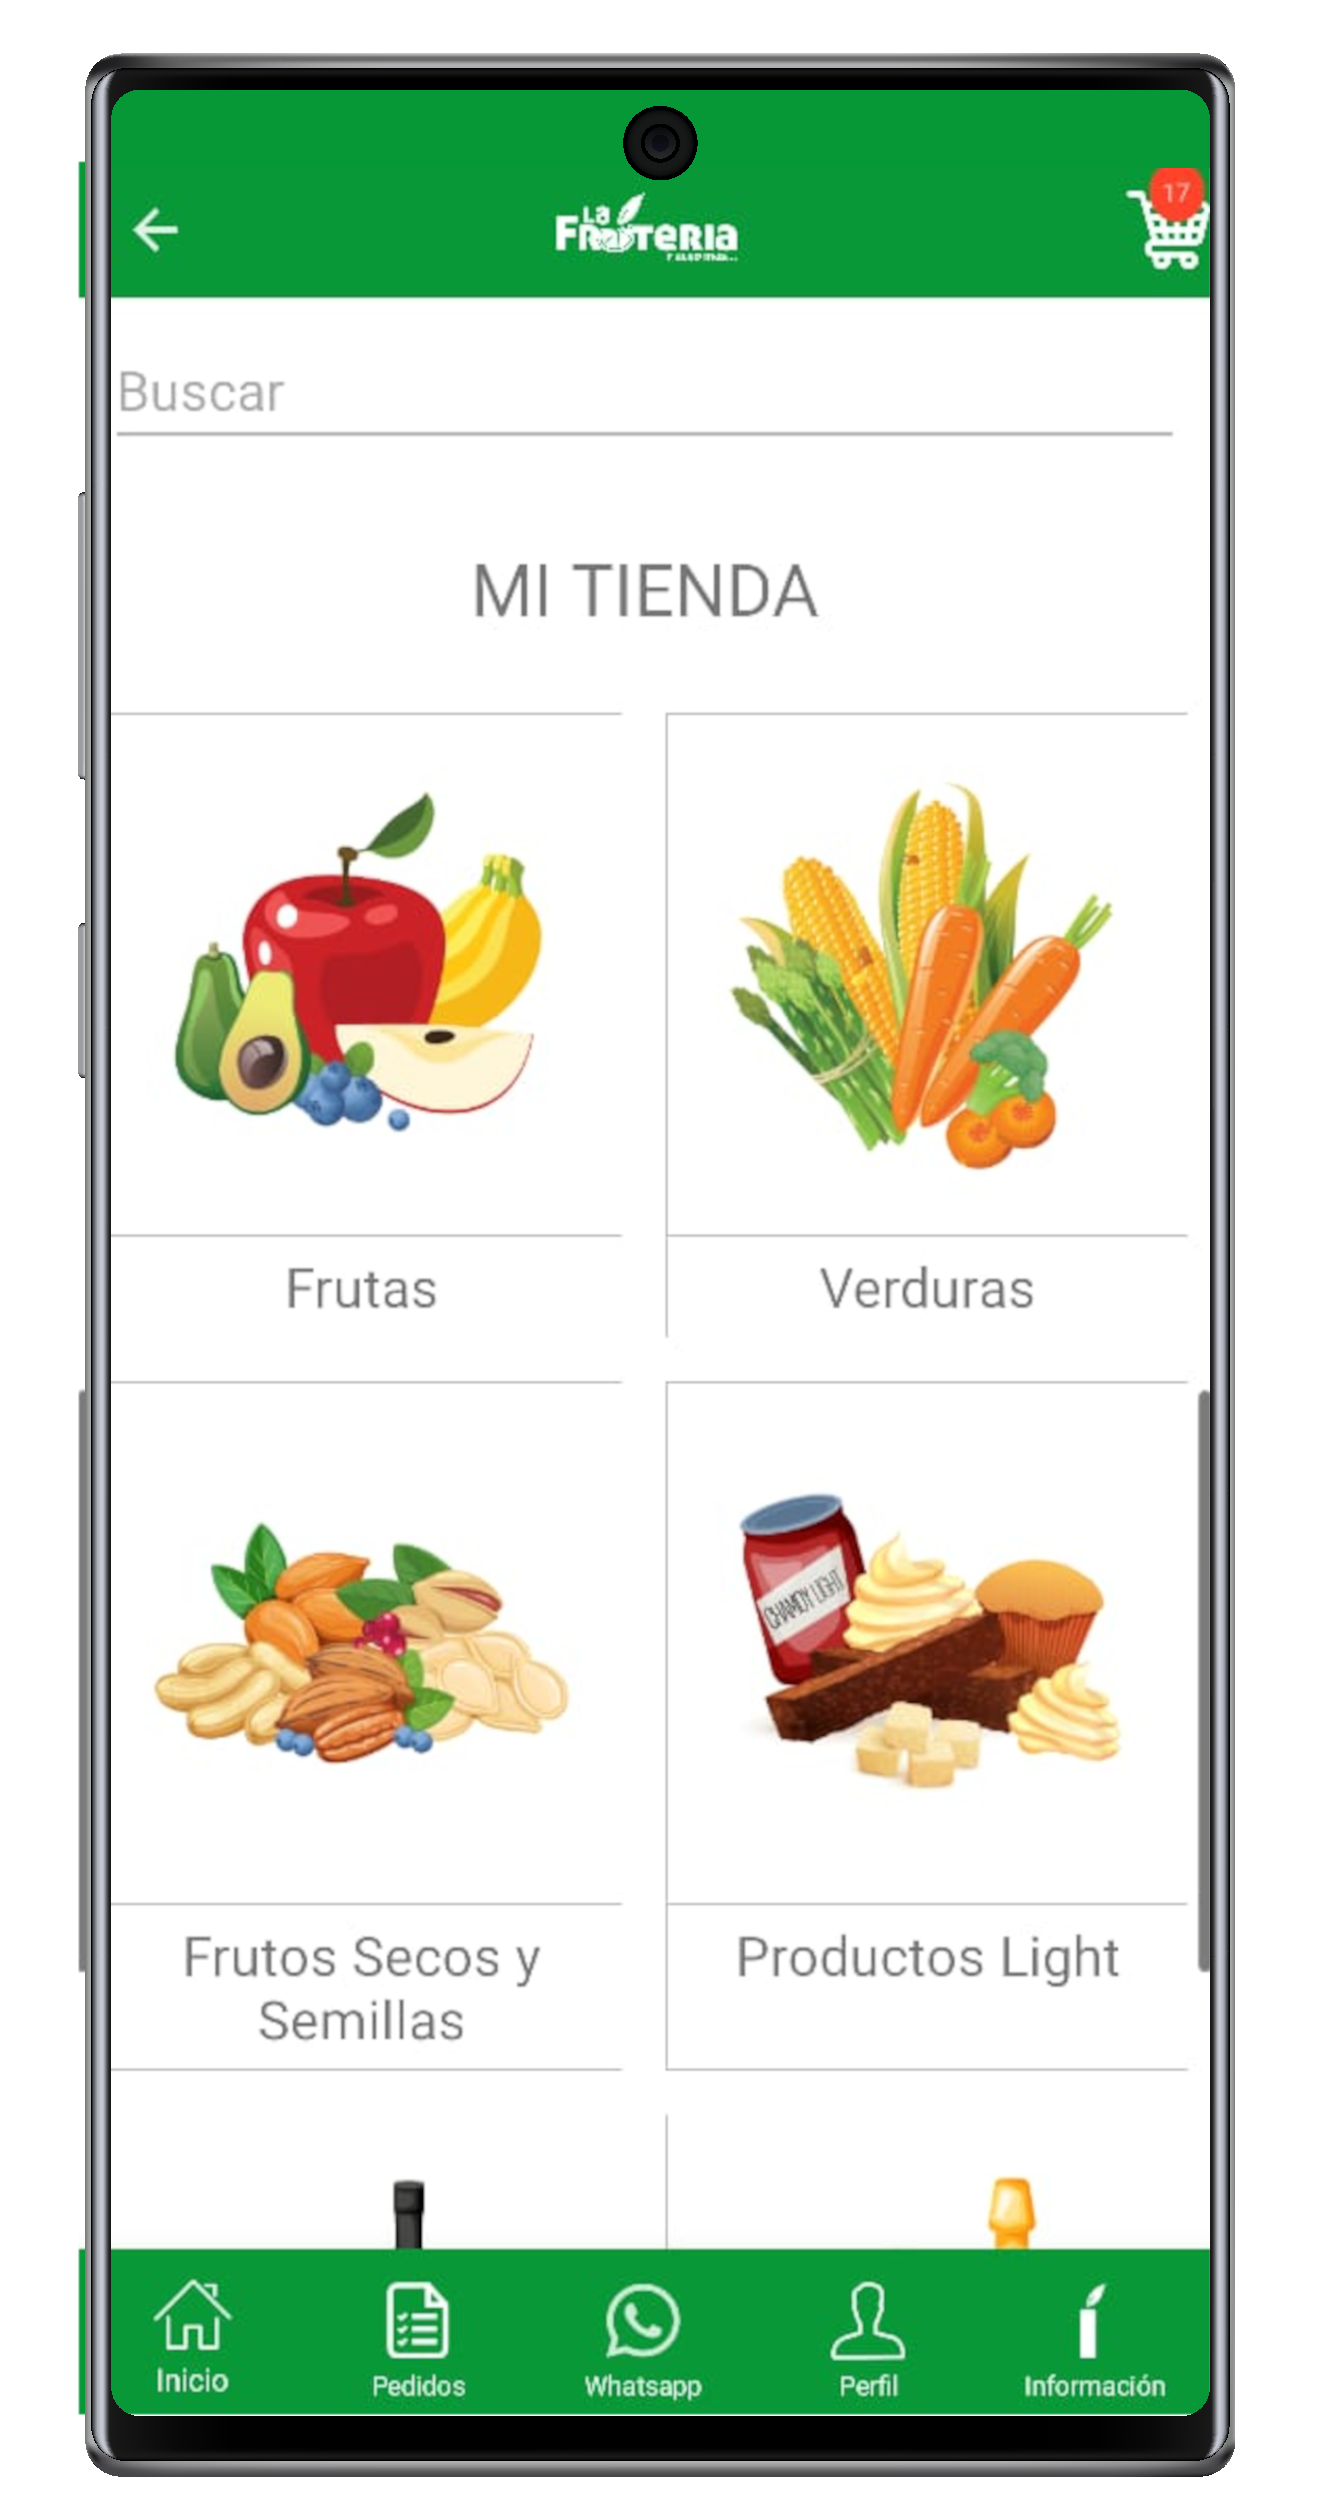 17
La
FRUTERIA
Buscar
MI TIENDA
Frutas
Verduras
CHAMOY LIGHT
Frutos Secos y
Semillas
Productos Light
Inicio
Pedidos
Whatsapp
Perfil
Información